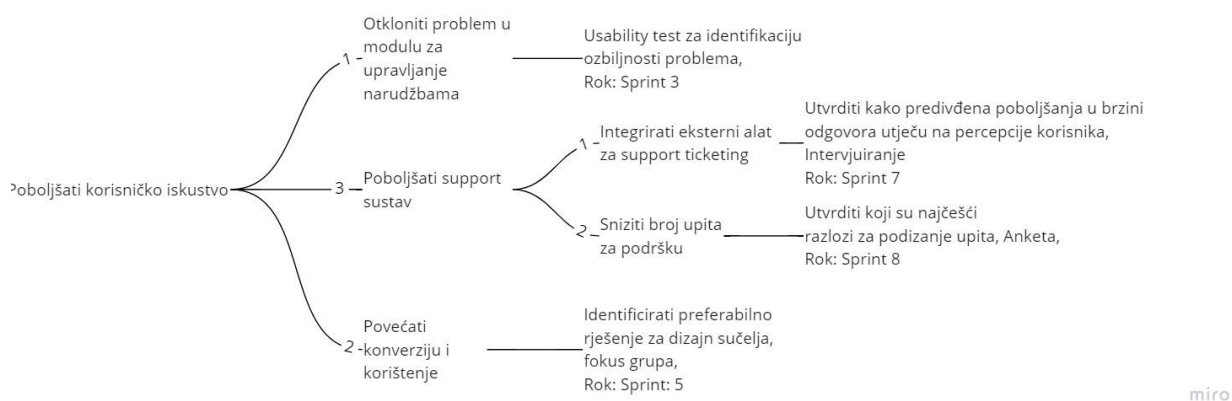 Poboljšati korisničko iskustvo
1
Otkloniti problem u
modulu za
upravljanje
narudžbama
Usability test za identifikaciju
ozbiljnosti problema,
Rok: Sprint 3
3
Poboljšati support
sustav
1
Integrirati eksterni alat
za support ticketing
Utvrditi kako predivđena poboljšanja u brzini
odgovora utječu na percepcije korisnika,
Intervjuiranje
Rok: Sprint 7
2
Sniziti broj upita
za podršku
Utvrditi koji su najčešći
razlozi za podizanje upita, Anketa,
Rok: Sprint 8
2
Povećati
konverziju i
korištenje
Identificirati preferabilno
rješenje za dizajn sučelja,
fokus grupa,
Rok: Sprint: 5
miro